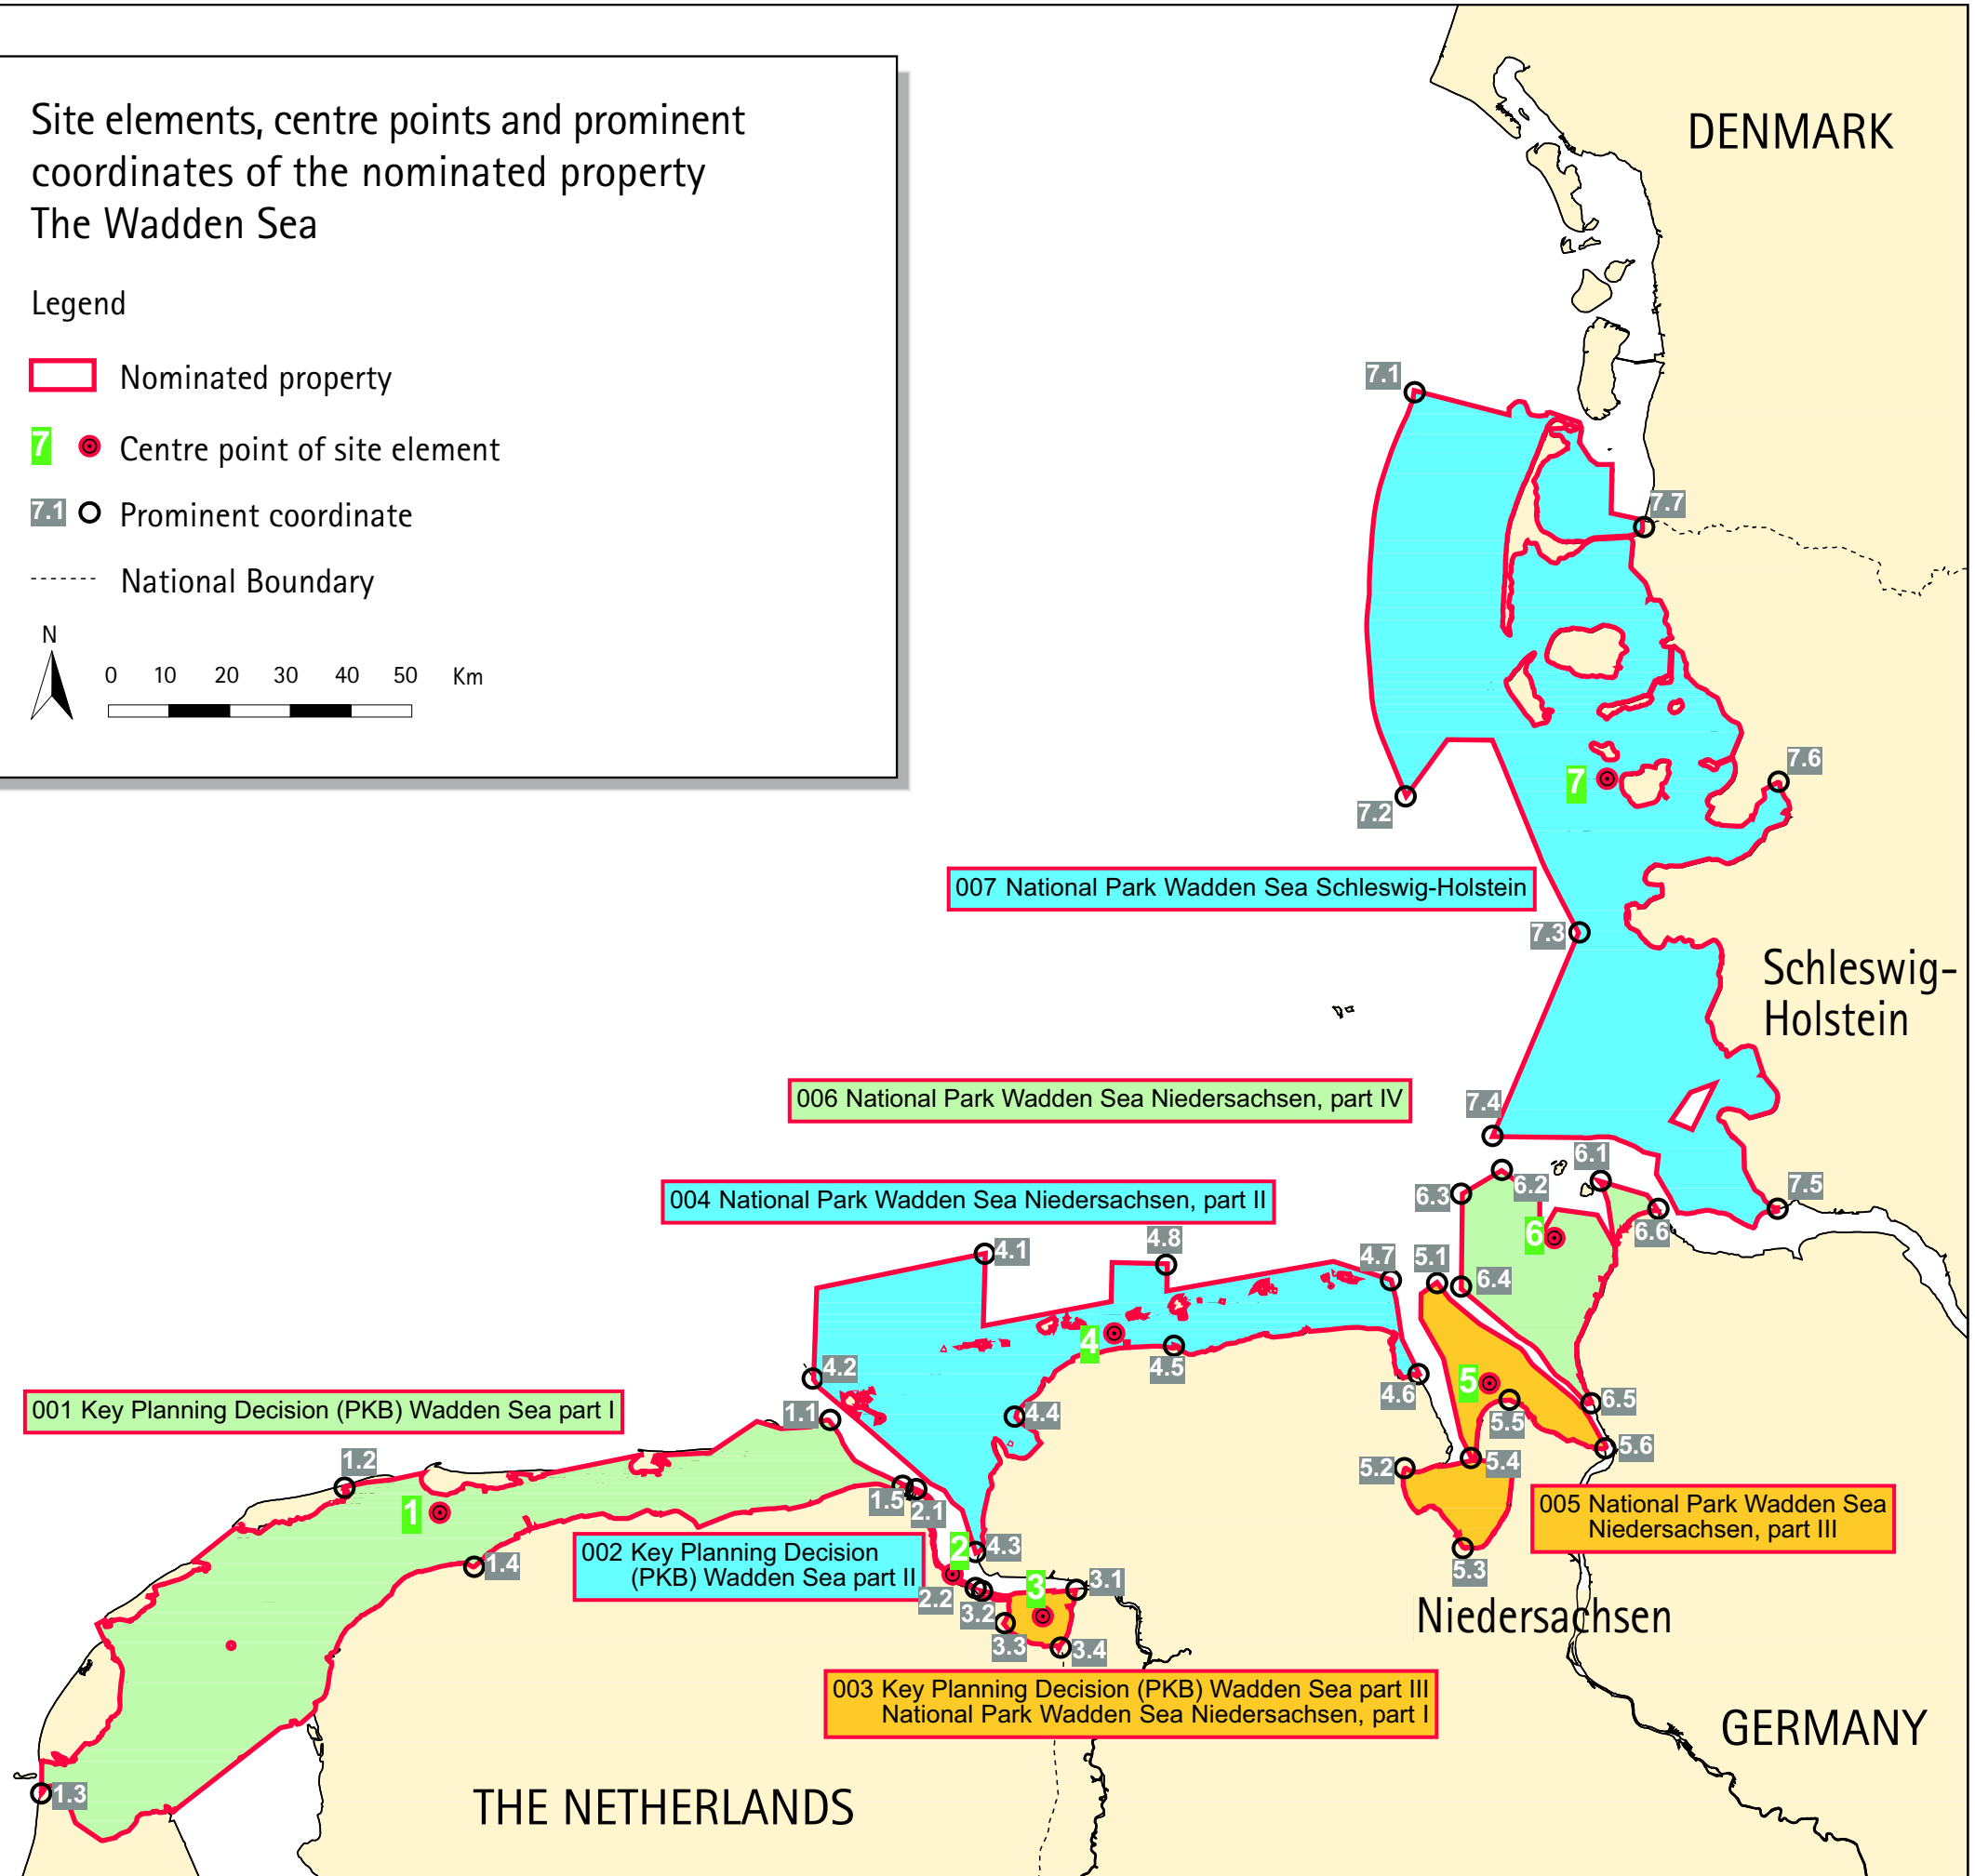 Site elements, centre points and prominent
coordinates of the nominated property
The Wadden Sea
Legend
Nominated property
7 Centre point of site element
7.1 Prominent coordinate
National Boundary
N
0 10 20 30 40 50 Km
DENMARK
7.1
7.7
7.6
7
7.2
007 National Park Wadden Sea Schleswig-Holstein
7.3
Schleswig-
Holstein
006 National Park Wadden Sea Niedersachsen, part IV
7.4
6.1
004 National Park Wadden Sea Niedersachsen, part II
6.3
6.2
7.5
6
6.6
4.1
4.8
4.7
5.1
6.4
4
4.2
4.5
4.6
5
001 Key Planning Decision (PKB) Wadden Sea part I
1.1
4.4
5.5
6.5
5.6
1.2
5.2
5.4
1
1.5
2.1
005 National Park Wadden Sea
Niedersachsen, part III
002 Key Planning Decision
(PKB) Wadden Sea part II
2
4.3
5.3
1.4
2.2
3
3.1
3.2
3.3
3.4
Niedersachsen
003 Key Planning Decision (PKB) Wadden Sea part III
National Park Wadden Sea Niedersachsen, part I
GERMANY
1.3
THE NETHERLANDS